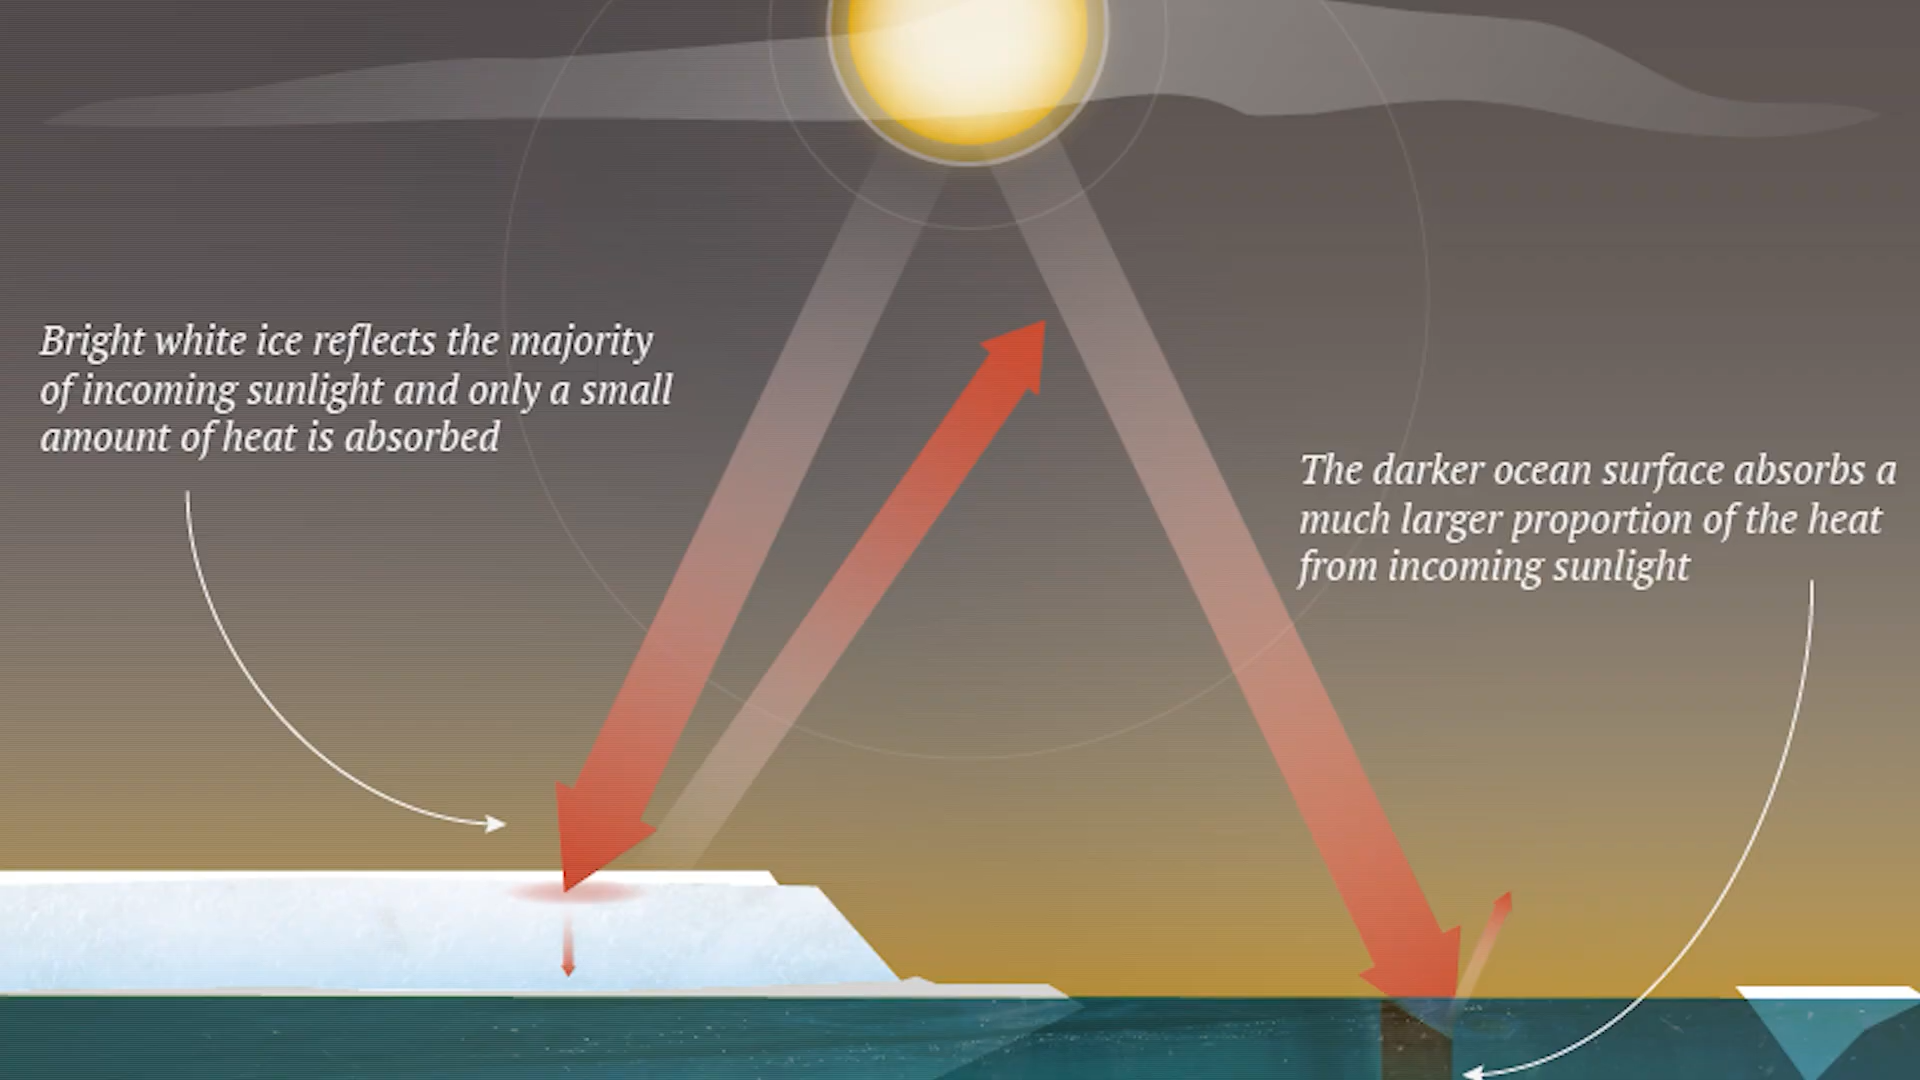 Bright white ice reflects the majority
of incoming sunlight and only a small
amount of heat is absorbed
The darker ocean surface absorbs a
much larger proportion of the heat
from incoming sunlight